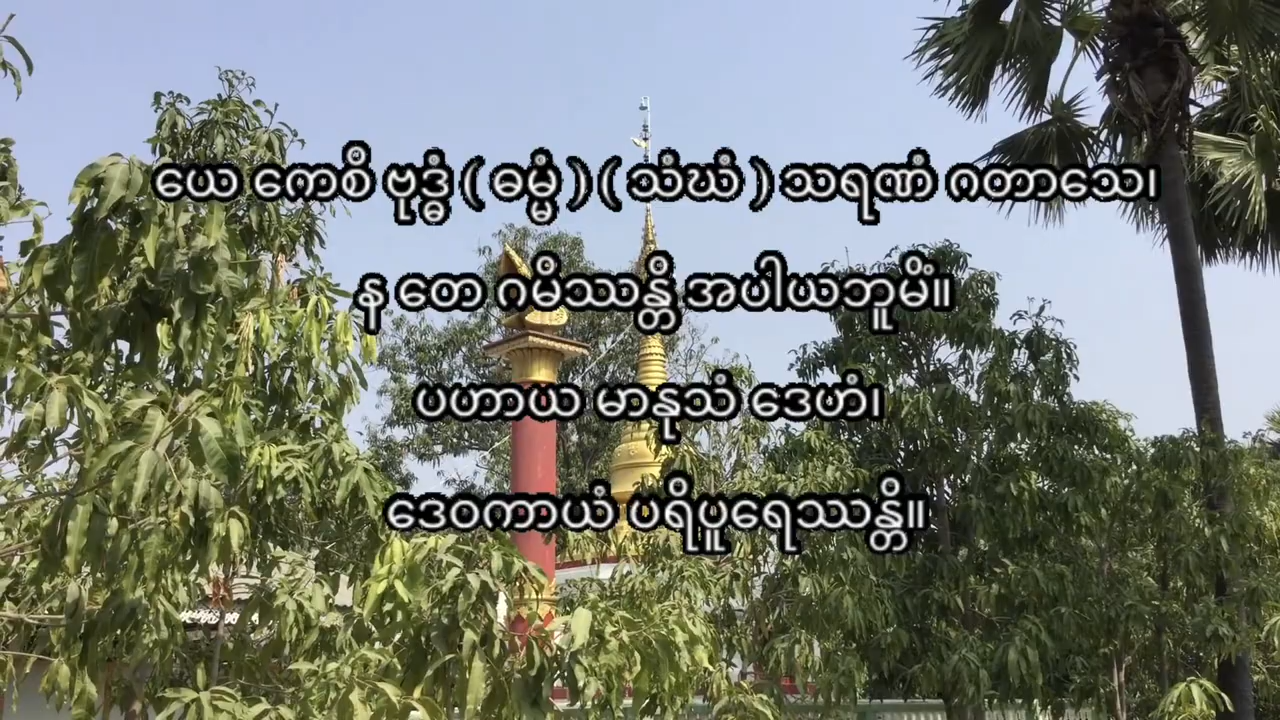 ယေ ကေစိ ဗုဒ္ဓံ ( ဓမ္မံ ) ( သံဃံ ) သရဏံ ဂတာသေ၊
န တေ ဂမိဿန္တိ အပါယဘူမိံ။
ပဟာယ မာနုသံ ဒေဟံ၊
ဒေဝကာယံ ပရိပူရေဿန္တိ။